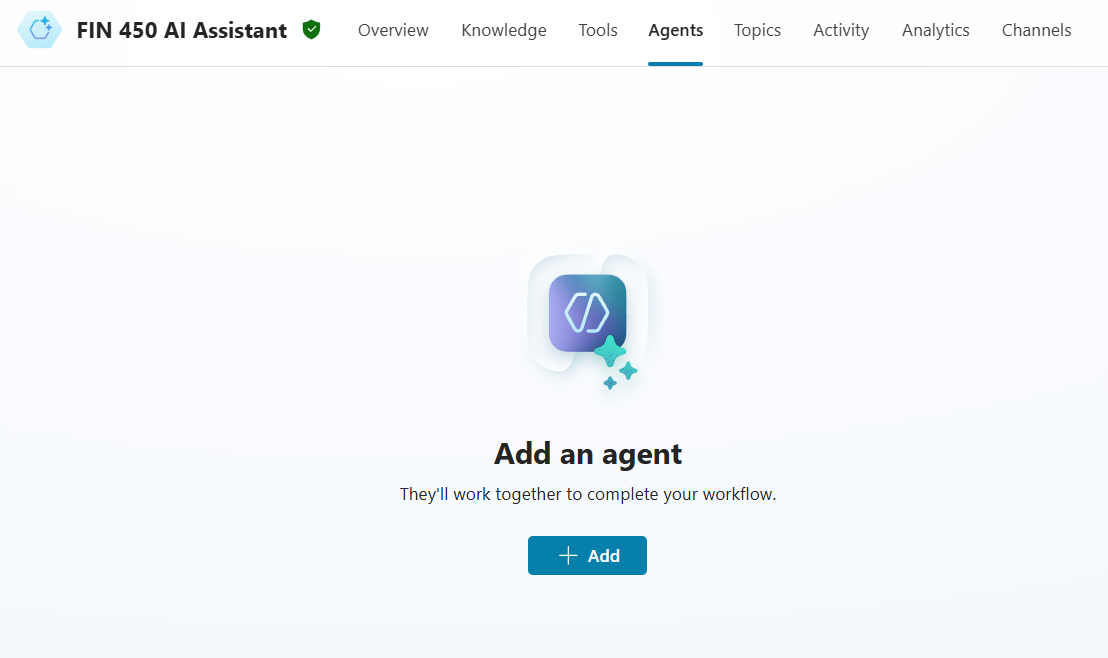 FIN 450 AI Assistant Overview Knowledge Tools Agents Topics Activity Analytics Channels
Add an agent
They'll work together to complete your workflow.
Add